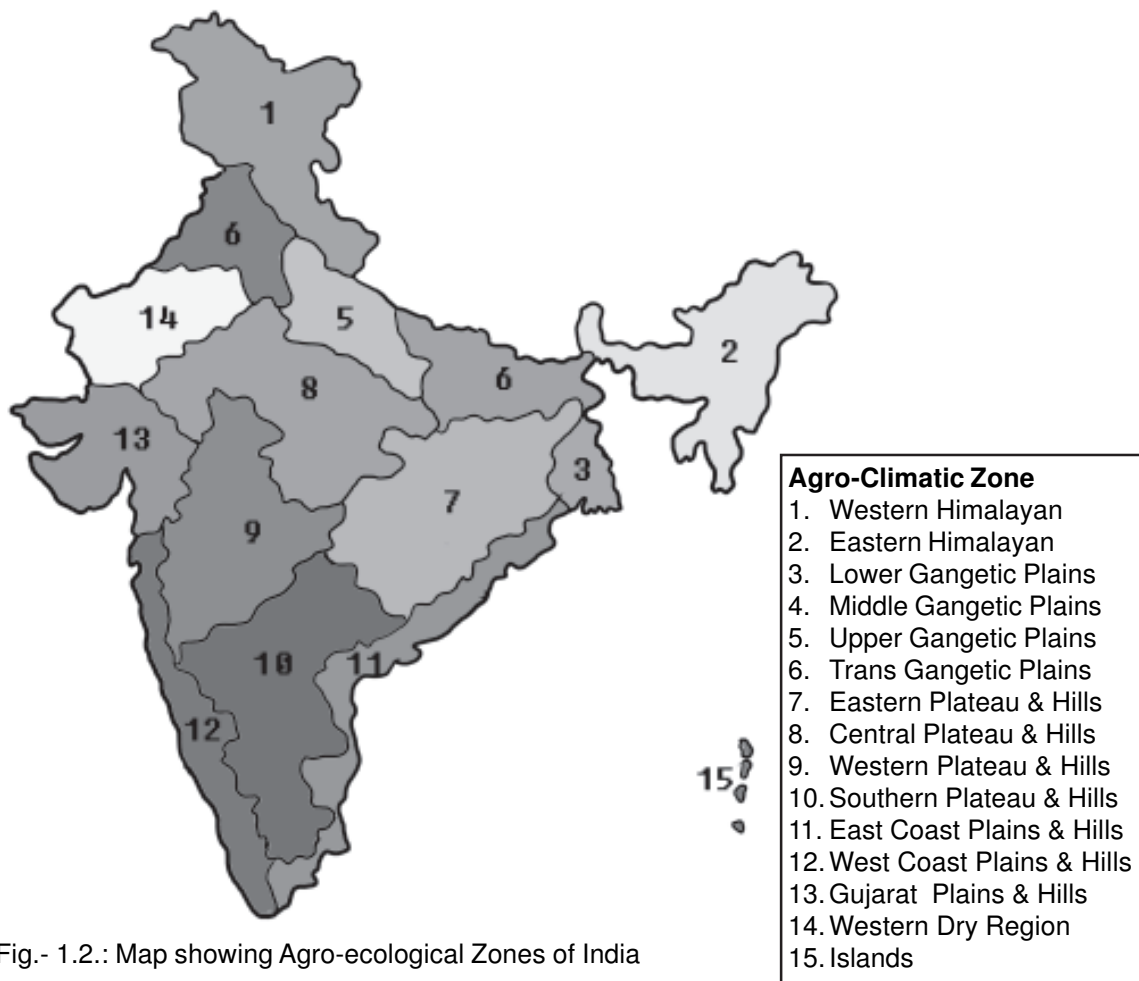 1
6
14
5
2
6
8
13
3
7
9
10
11
12
15
Agro-Climatic Zone
1. Western Himalayan
2. Eastern Himalayan
3. Lower Gangetic Plains
4. Middle Gangetic Plains
5. Upper Gangetic Plains
6. Trans Gangetic Plains
7. Eastern Plateau & Hills
8. Central Plateau & Hills
9. Western Plateau & Hills
10. Southern Plateau & Hills
11. East Coast Plains & Hills
12. West Coast Plains & Hills
13. Gujarat Plains & Hills
14. Western Dry Region
15. Islands
Fig.- 1.2.: Map showing Agro-ecological Zones of India